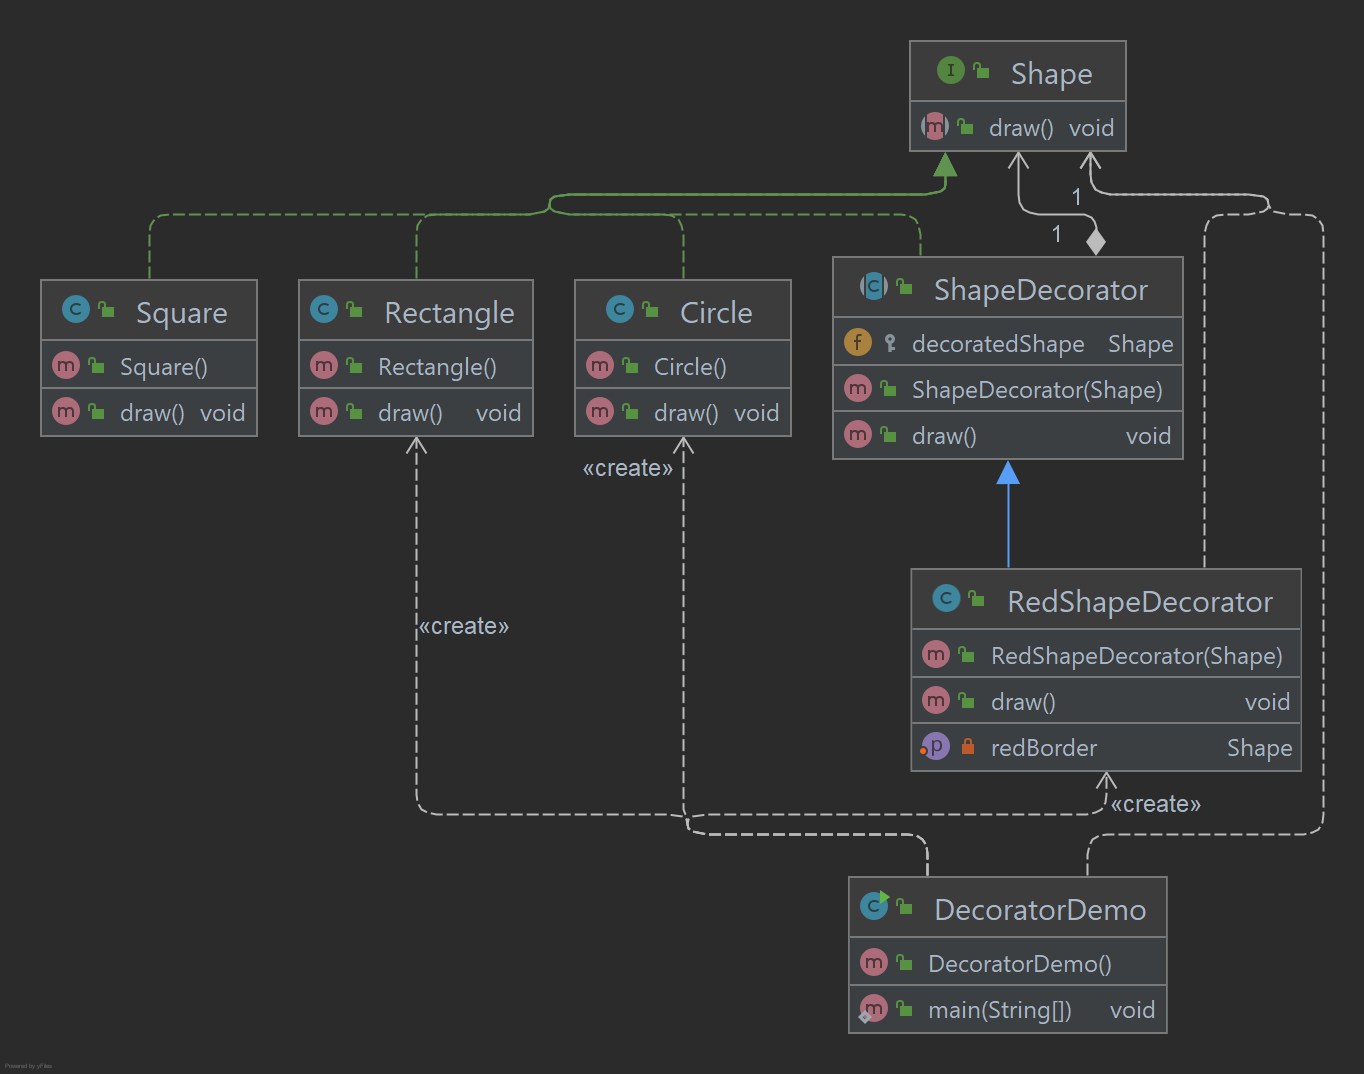 Shape
draw() void
1
1
Square
Square()
draw() void
Rectangle
Rectangle()
draw() void
Circle
Circle()
draw() void
ShapeDecorator
decoratedShape Shape
ShapeDecorator(Shape)
draw() void
«create»
«create»
RedShapeDecorator
RedShapeDecorator(Shape)
draw() void
redBorder Shape
«create»
DecoratorDemo
DecoratorDemo()
main(String[]) void
Powered by yFiles